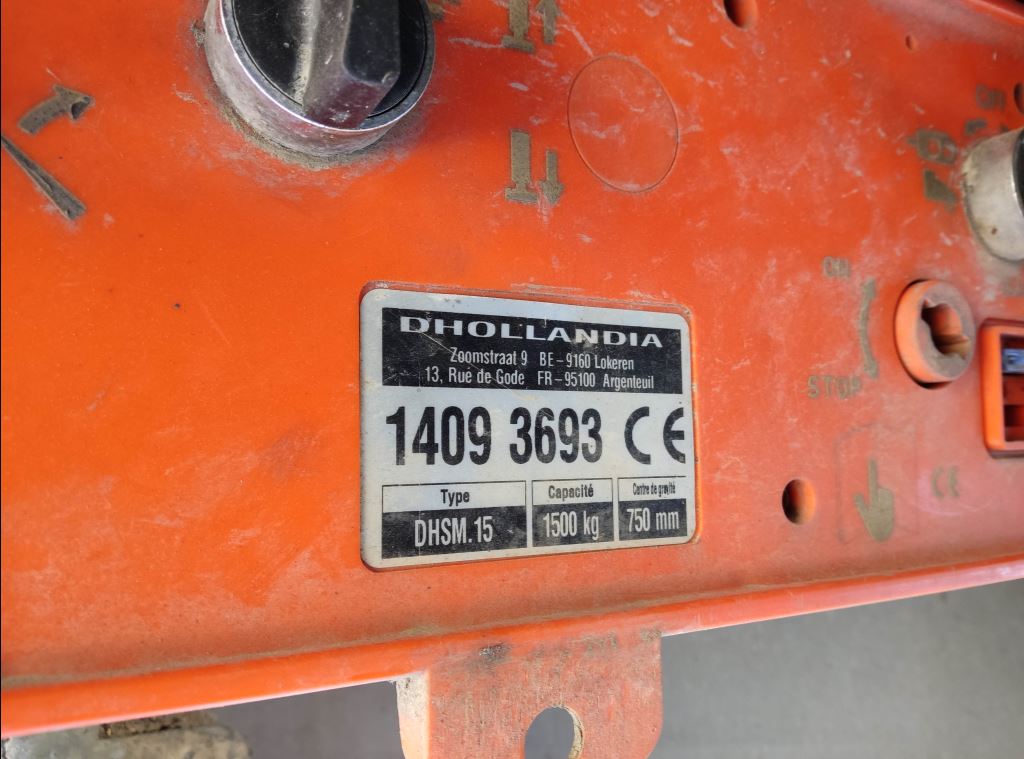 ON
ON
STOP
CE
DHOLLANDIA
Zoomstraat 9 BE-9160 Lokeren
13, Rue de Gode FR-95100 Argenteuil
1409 3693 CE
Type Capacité Centre de gravité
DHSM.15 1500 kg 750 mm